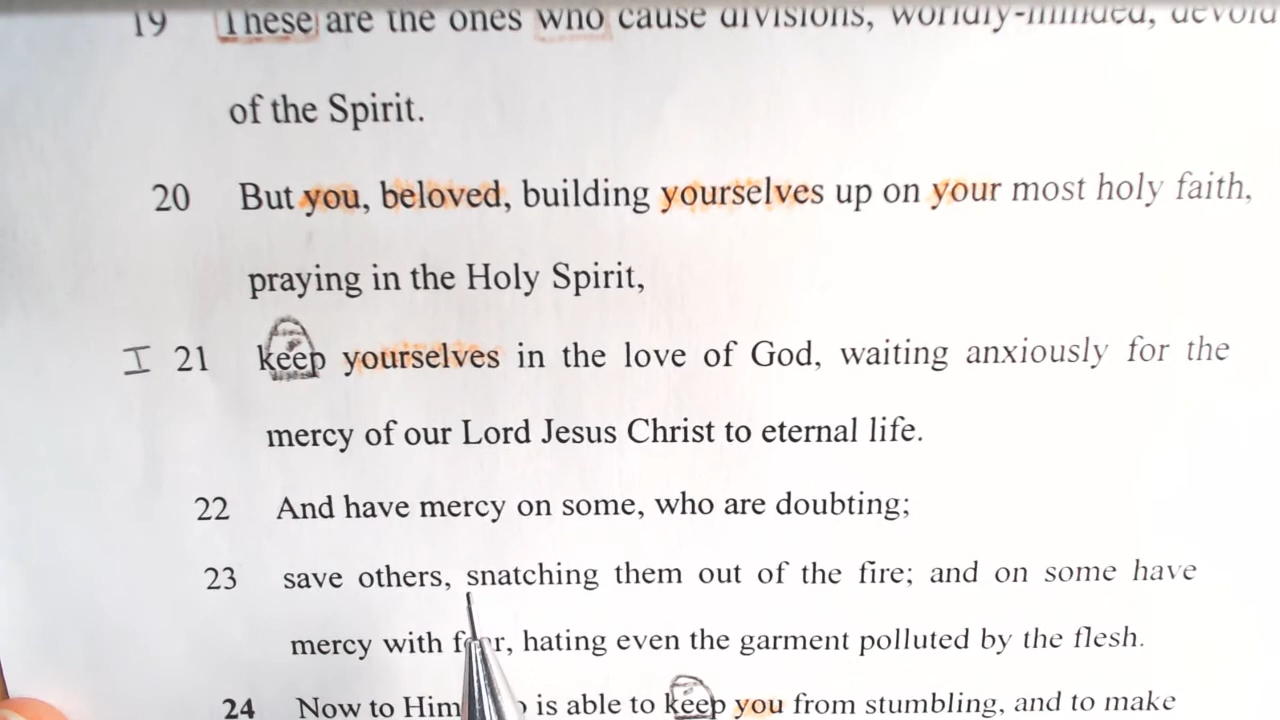 19 These are the ones who cause divisions, worldly-minded, devoid
of the Spirit.
20 But you, beloved, building yourselves up on your most holy faith,
praying in the Holy Spirit,
I 21 keep yourselves in the love of God, waiting anxiously for the
mercy of our Lord Jesus Christ to eternal life.
22 And have mercy on some, who are doubting;
23 save others, snatching them out of the fire; and on some have
mercy with fear, hating even the garment polluted by the flesh.
24 Now to Him is able to keep you from stumbling, and to make